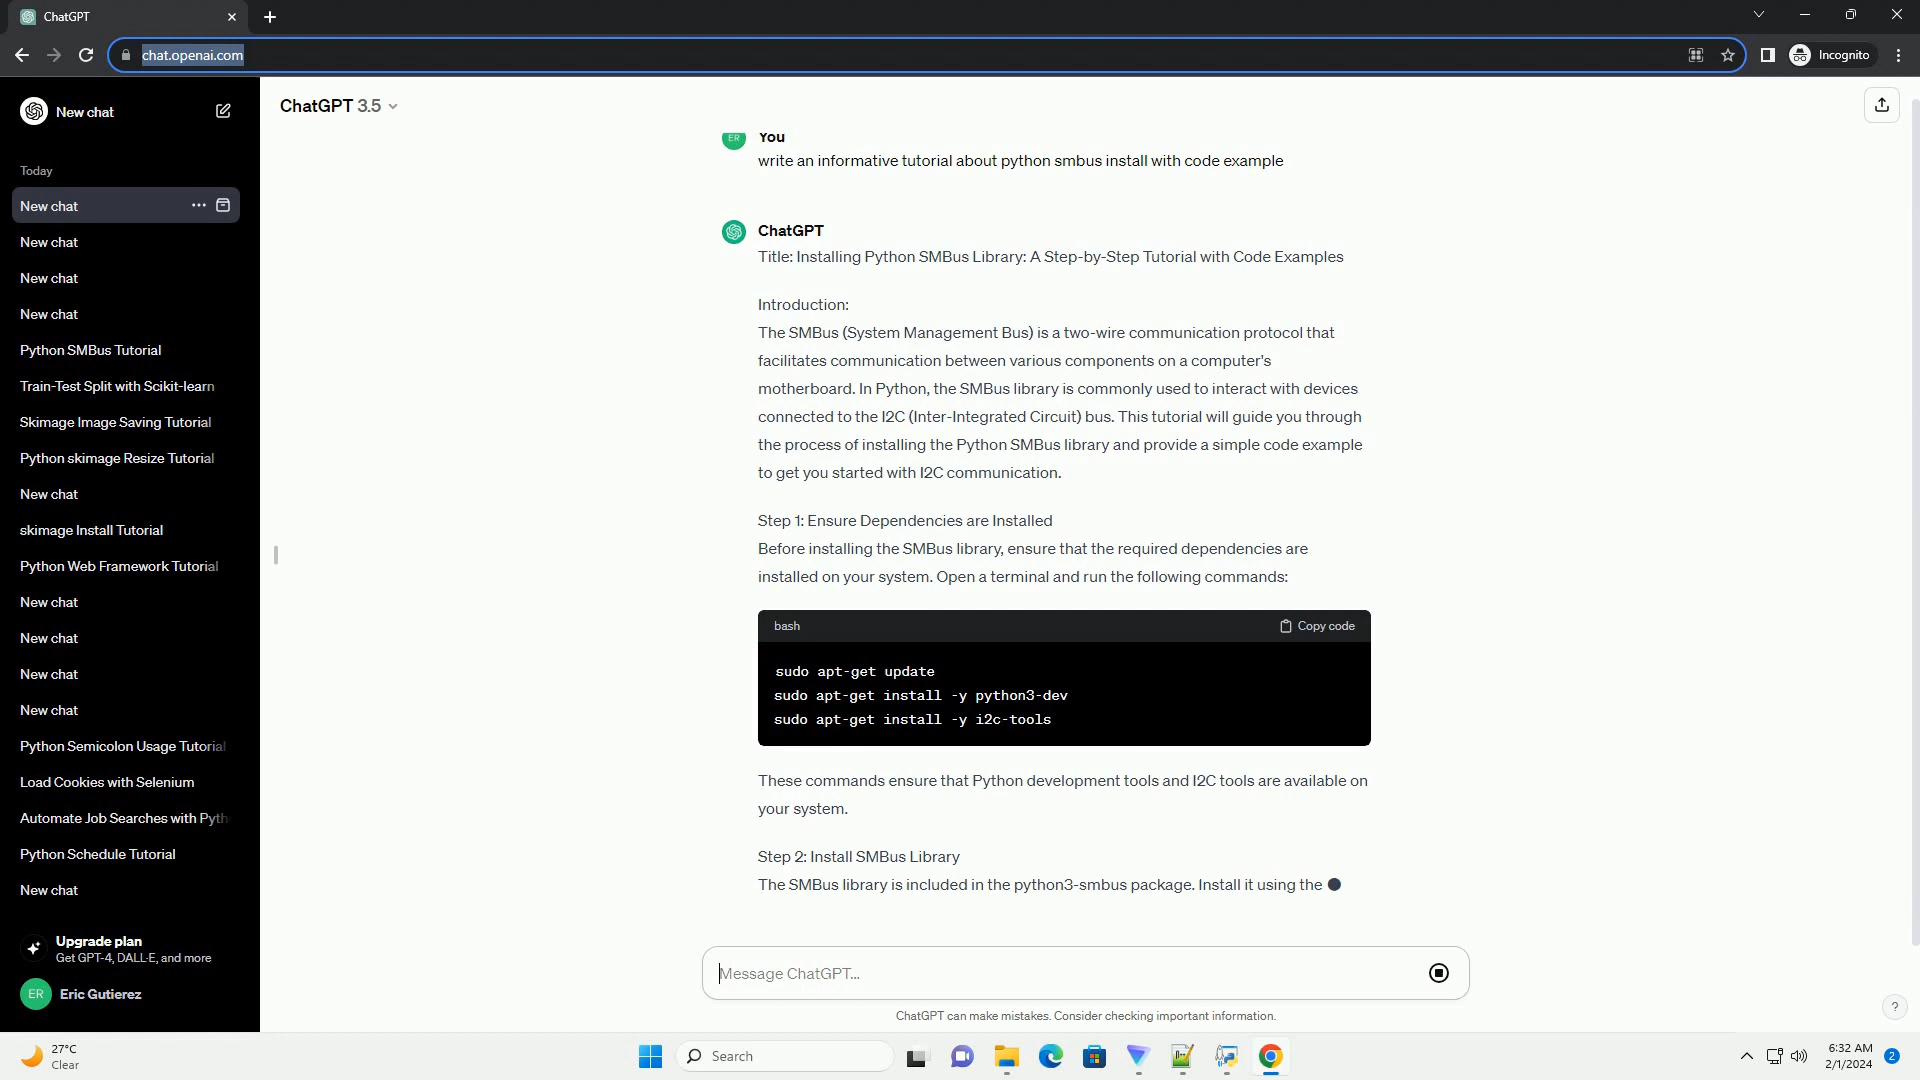 ChatGPT
chat.openai.com
Incognito
New chat
Today
New chat
New chat
New chat
New chat
Python SMBus Tutorial
Train-Test Split with Scikit-learn
Skimage Image Saving Tutorial
Python skimage Resize Tutorial
New chat
skimage Install Tutorial
Python Web Framework Tutorial
New chat
New chat
New chat
New chat
Python Semicolon Usage Tutorial
Load Cookies with Selenium
Automate Job Searches with Pyth
Python Schedule Tutorial
New chat
Upgrade plan
Get GPT-4, DALL·E, and more
ER Eric Gutierez
ChatGPT 3.5
ER You
write an informative tutorial about python smbus install with code example
ChatGPT
Title: Installing Python SMBus Library: A Step-by-Step Tutorial with Code Examples
Introduction:
The SMBus (System Management Bus) is a two-wire communication protocol that
facilitates communication between various components on a computer's
motherboard. In Python, the SMBus library is commonly used to interact with devices
connected to the I2C (Inter-Integrated Circuit) bus. This tutorial will guide you through
the process of installing the Python SMBus library and provide a simple code example
to get you started with I2C communication.
Step 1: Ensure Dependencies are Installed
Before installing the SMBus library, ensure that the required dependencies are
installed on your system. Open a terminal and run the following commands:
bash Copy code
sudo apt-get update
sudo apt-get install -y python3-dev
sudo apt-get install -y i2c-tools
These commands ensure that Python development tools and I2C tools are available on
your system.
Step 2: Install SMBus Library
The SMBus library is included in the python3-smbus package. Install it using the
Message ChatGPT...
ChatGPT can make mistakes. Consider checking important information.
?
27°C
Clear
Search
6:32 AM
2/1/2024
2